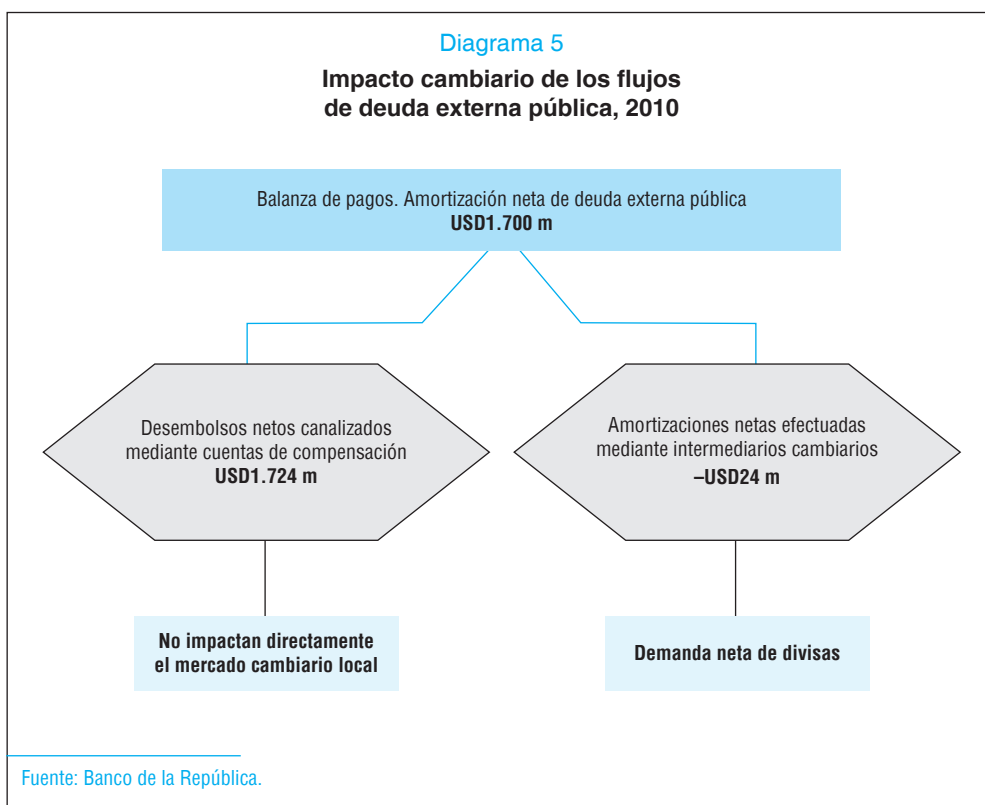 Diagrama 5
Impacto cambiario de los flujos
de deuda externa pública, 2010
Balanza de pagos. Amortización neta de deuda externa pública
USD1.700 m
Desembolsos netos canalizados
mediante cuentas de compensación
USD1.724 m
Amortizaciones netas efectuadas
mediante intermediarios cambiarios
–USD24 m
No impactan directamente
el mercado cambiario local
Demanda neta de divisas
Fuente: Banco de la República.